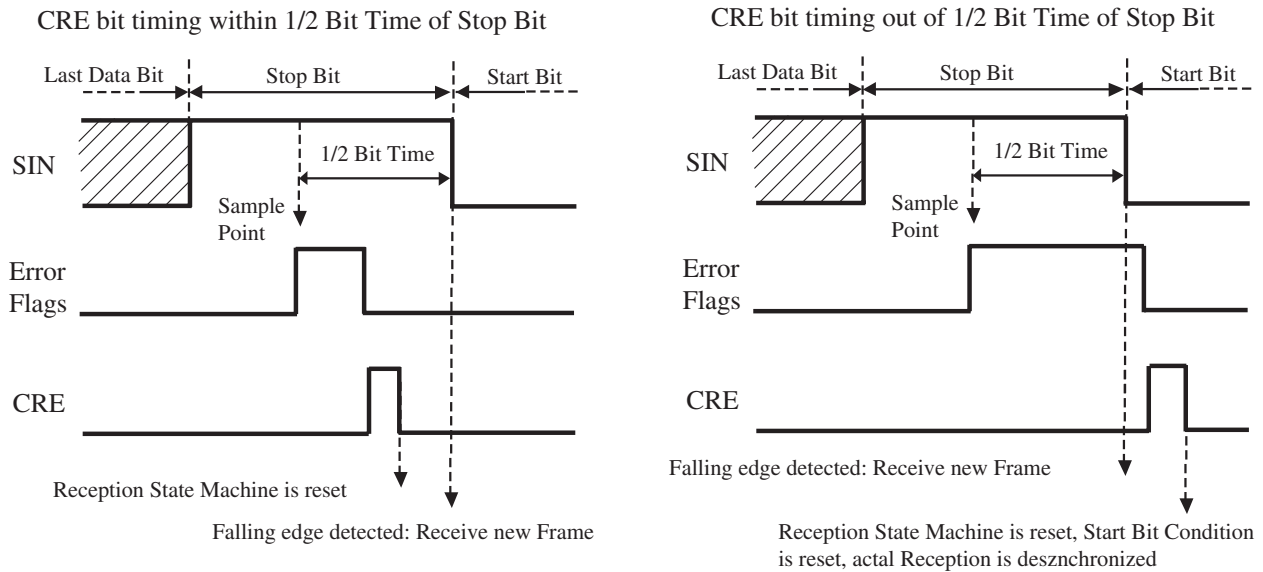 CRE bit timing within 1/2 Bit Time of Stop Bit
Last Data Bit
Stop Bit
Start Bit
SIN
1/2 Bit Time
Sample
Point
Error
Flags
CRE
Reception State Machine is reset
Falling edge detected: Receive new Frame
CRE bit timing out of 1/2 Bit Time of Stop Bit
Last Data Bit
Stop Bit
Start Bit
SIN
1/2 Bit Time
Sample
Point
Error
Flags
CRE
Falling edge detected: Receive new Frame
Reception State Machine is reset, Start Bit Condition
is reset, actal Reception is desznchronized